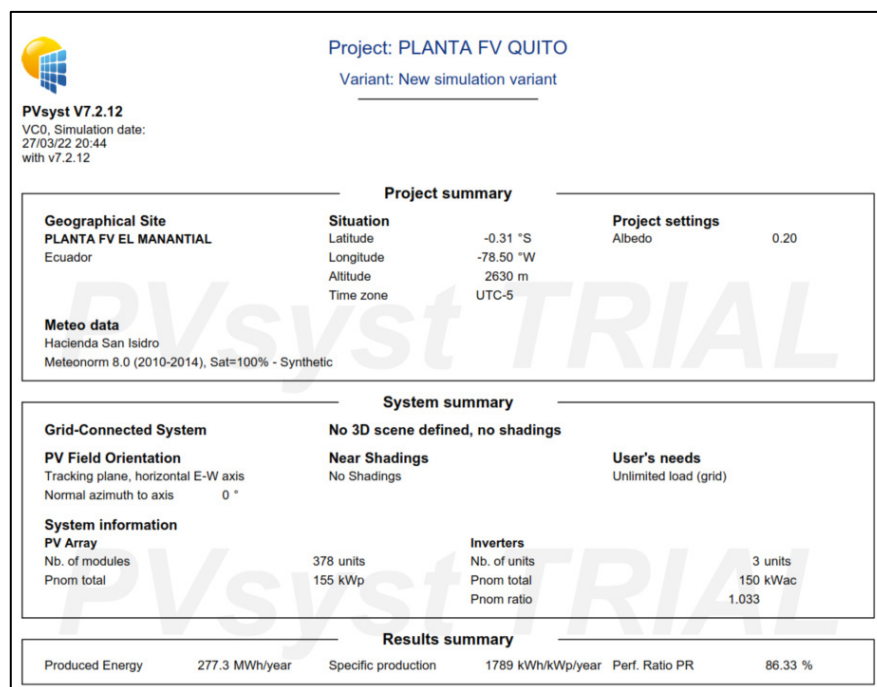 Project: PLANTA FV QUITO
Variant: New simulation variant
PVsyst V7.2.12
VC0, Simulation date:
27/03/22 20:44
with v7.2.12
Project summary
Geographical Site Situation Project settings
PLANTA FV EL MANANTIAL Latitude -0.31 °S Albedo 0.20
Ecuador Longitude -78.50 °W
Altitude 2630 m
Time zone UTC-5
Meteo data
Hacienda San Isidro
Meteonorm 8.0 (2010-2014), Sat=100% - Synthetic
PVsyst TRIAL
System summary
Grid-Connected System No 3D scene defined, no shadings
PV Field Orientation Near Shadings User's needs
Tracking plane, horizontal E-W axis No Shadings Unlimited load (grid)
Normal azimuth to axis 0 °
System information
PV Array Inverters
Nb. of modules 378 units Nb. of units 3 units
Pnom total 155 kWp Pnom total 150 kWac
Pnom ratio 1.033
PVsyst TRIAL
Results summary
Produced Energy 277.3 MWh/year Specific production 1789 kWh/kWp/year Perf. Ratio PR 86.33 %